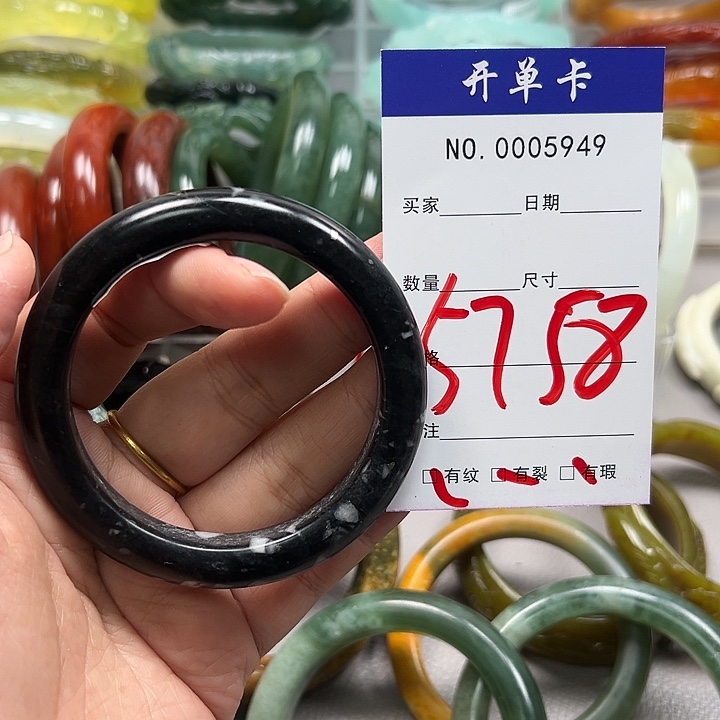 开单卡
NO. 0005949
买家 日期
数量 尺寸
格
57 58
注
□有纹 □有裂 □有瑕